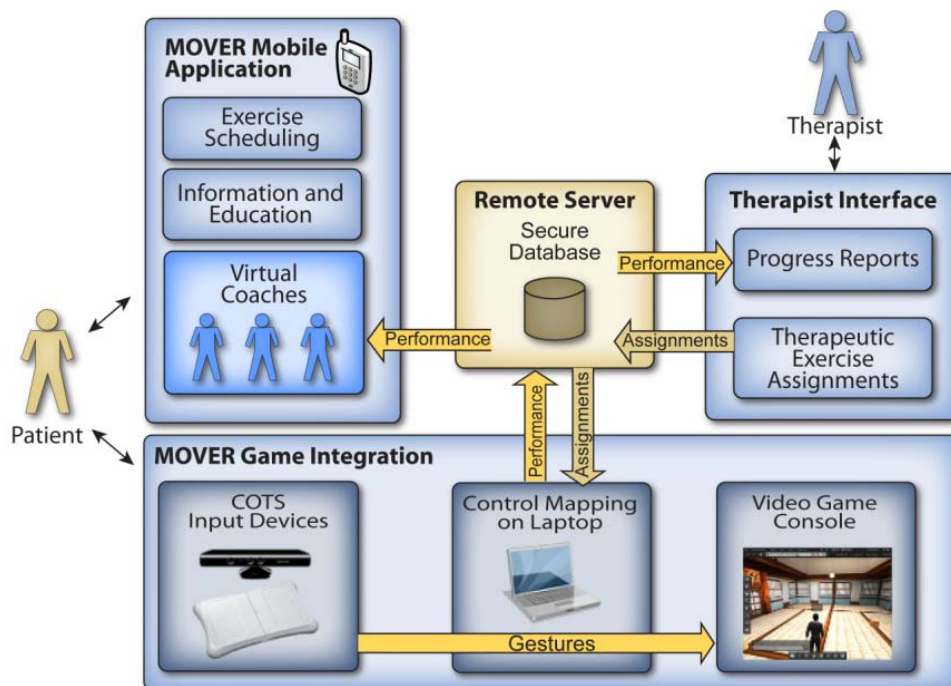 MOVER Mobile
Application
Exercise
Scheduling
Information and
Education
Virtual
Coaches
Patient
Therapist
Remote Server
Secure
Database
Performance
Performance
Assignments
Performance
Assignments
Therapist Interface
Progress Reports
Therapeutic
Exercise
Assignments
MOVER Game Integration
COTS
Input Devices
Control Mapping
on Laptop
Video Game
Console
Gestures